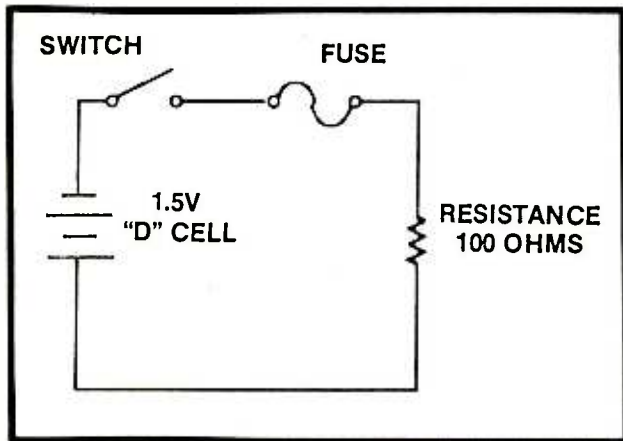 SWITCH
FUSE
1.5V
"D" CELL
RESISTANCE
100 OHMS